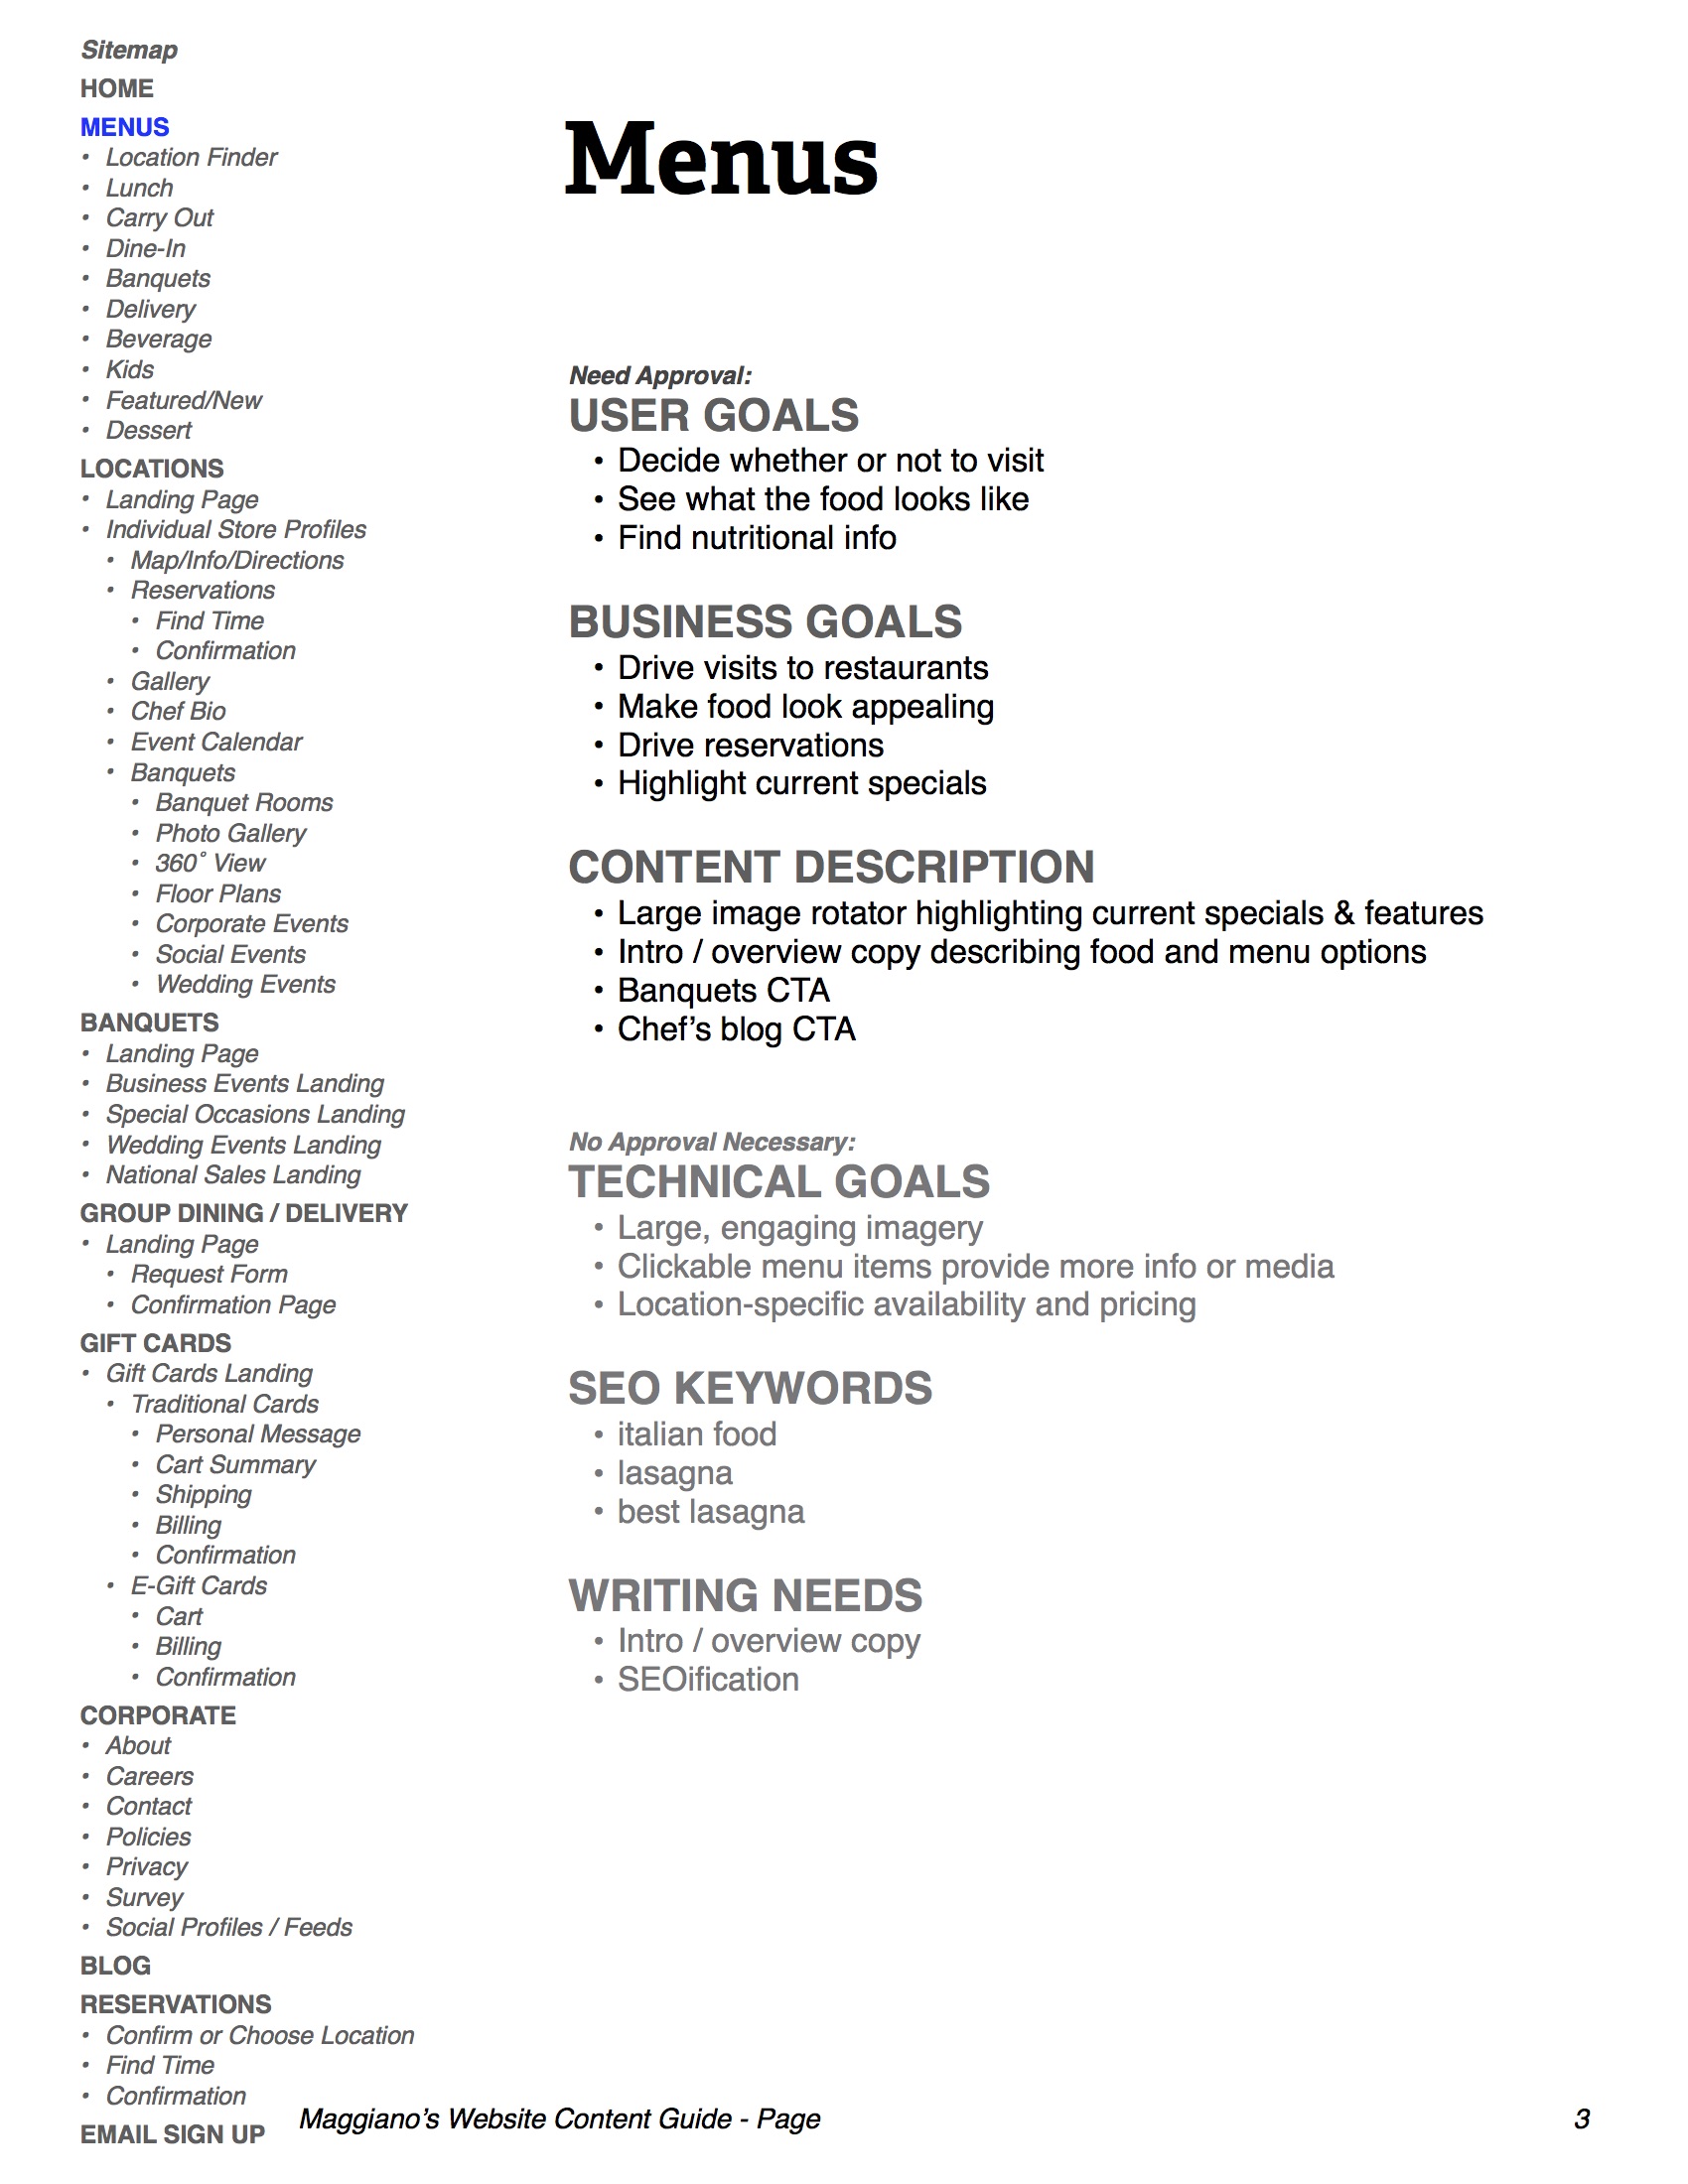 Sitemap
HOME
MENUS
• Location Finder
• Lunch
• Carry Out
• Dine-In
• Banquets
• Delivery
• Beverage
• Kids
• Featured/New
• Dessert
LOCATIONS
• Landing Page
• Individual Store Profiles
• Map/Info/Directions
• Reservations
• Find Time
• Confirmation
• Gallery
• Chef Bio
• Event Calendar
• Banquets
• Banquet Rooms
• Photo Gallery
• 360˚ View
• Floor Plans
• Corporate Events
• Social Events
• Wedding Events
BANQUETS
• Landing Page
• Business Events Landing
• Special Occasions Landing
• Wedding Events Landing
• National Sales Landing
GROUP DINING / DELIVERY
• Landing Page
• Request Form
• Confirmation Page
GIFT CARDS
• Gift Cards Landing
• Traditional Cards
• Personal Message
• Cart Summary
• Shipping
• Billing
• Confirmation
• E-Gift Cards
• Cart
• Billing
• Confirmation
CORPORATE
• About
• Careers
• Contact
• Policies
• Privacy
• Survey
• Social Profiles / Feeds
BLOG
RESERVATIONS
• Confirm or Choose Location
• Find Time
• Confirmation
EMAIL SIGN UP
Menus
Need Approval:
USER GOALS
• Decide whether or not to visit
• See what the food looks like
• Find nutritional info
BUSINESS GOALS
• Drive visits to restaurants
• Make food look appealing
• Drive reservations
• Highlight current specials
CONTENT DESCRIPTION
• Large image rotator highlighting current specials & features
• Intro / overview copy describing food and menu options
• Banquets CTA
• Chef’s blog CTA
No Approval Necessary:
TECHNICAL GOALS
• Large, engaging imagery
• Clickable menu items provide more info or media
• Location-specific availability and pricing
SEO KEYWORDS
• italian food
• lasagna
• best lasagna
WRITING NEEDS
• Intro / overview copy
• SEOification
Maggiano’s Website Content Guide - Page 3